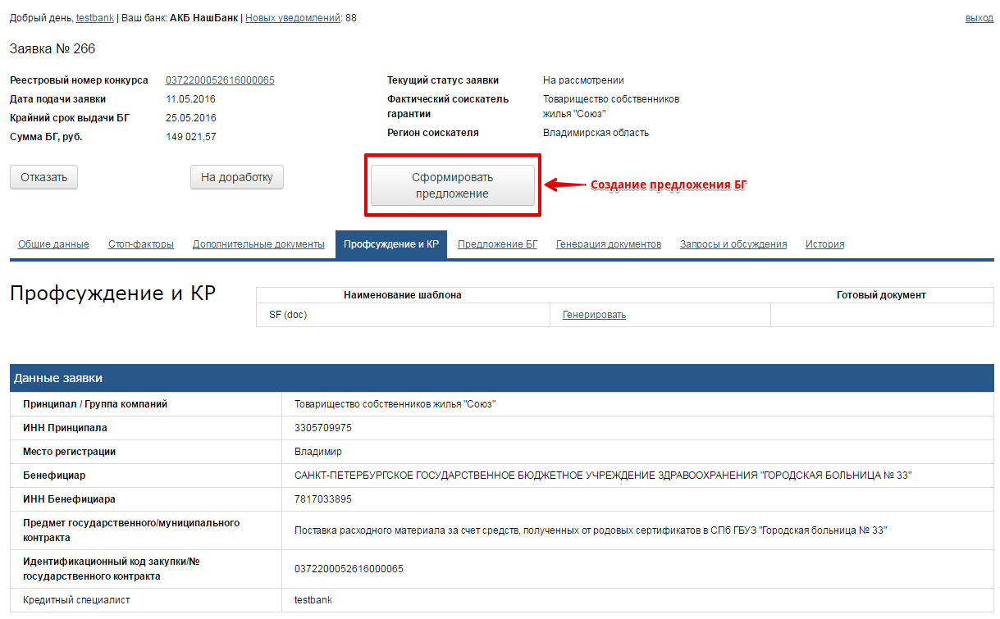 Добрый день, testbank | Ваш банк: АКБ НашБанк | Новых уведомлений: 88
выход
Заявка № 266
Реестровый номер конкурса 0372200052616000065
Дата подачи заявки 11.05.2016
Крайний срок выдачи БГ 25.05.2016
Сумма БГ, руб. 149 021,57
Текущий статус заявки На рассмотрении
Фактический соискатель Товарищество собственников
гарантии жилья "Союз"
Регион соискателя Владимирская область
Отказать
На доработку
Сформировать
предложение
Создание предложения БГ
Общие данные Стоп-факторы Дополнительные документы Профсуждение и КР Предложение БГ Генерация документов Запросы и обсуждения История
Профсуждение и КР
Наименование шаблона Готовый документ
SF (doc) Генерировать
Данные заявки
Принципал / Группа компаний Товарищество собственников жилья "Союз"
ИНН Принципала 3305709975
Место регистрации Владимир
Бенефициар САНКТ-ПЕТЕРБУРГСКОЕ ГОСУДАРСТВЕННОЕ БЮДЖЕТНОЕ УЧРЕЖДЕНИЕ ЗДРАВООХРАНЕНИЯ "ГОРОДСКАЯ БОЛЬНИЦА № 33"
ИНН Бенефициара 7817033895
Предмет государственного/муниципального
контракта
Поставка расходного материала за счет средств, полученных от родовых сертификатов в СПб ГБУЗ "Городская больница № 33"
Идентификационный код закупки/№
государственного контракта
0372200052616000065
Кредитный специалист testbank